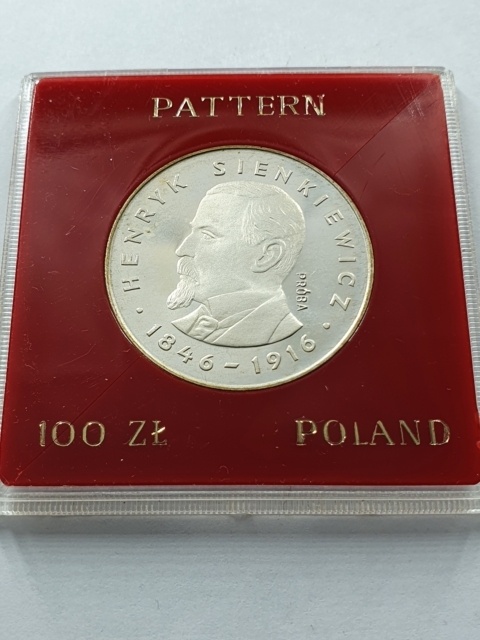 PATTERN
· HENRYK SIENKIEWICZ ·
PRÓBA
1846-1916
100 ZŁ POLAND